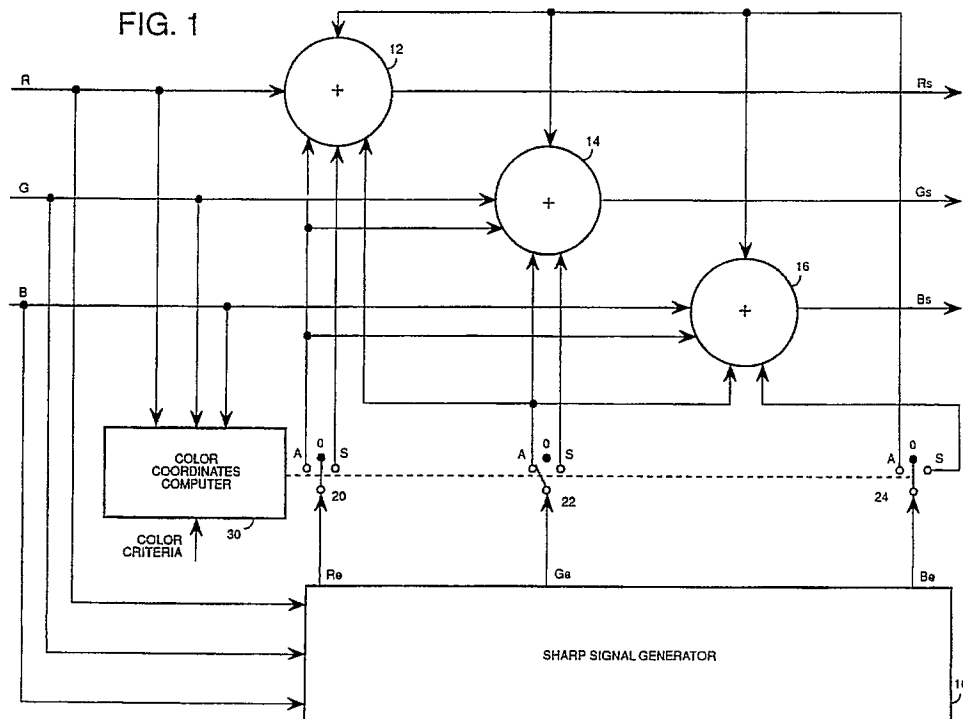 FIG. 1
12
R
+
Rs
14
G
+
Gs
16
B
+
Bs
A 0 S
A 0 S
A 0 S
COLOR
COORDINATES
COMPUTER
20
22
24
30
COLOR
CRITERIA
Re
Ge
Be
SHARP SIGNAL GENERATOR